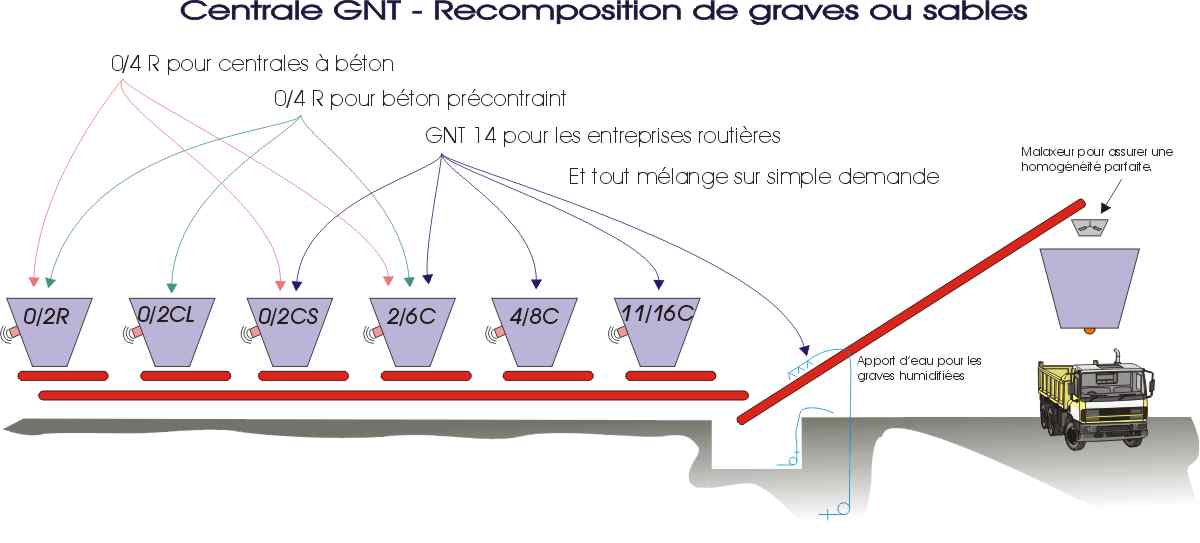 Centrale GNT - Recomposition de graves ou sables
0/4 R pour centrales à béton
0/4 R pour béton précontraint
GNT 14 pour les entreprises routières
Et tout mélange sur simple demande
Malaxeur pour assurer une
homogénéité parfaite.
0/2R
0/2CL
0/2CS
2/6C
4/8C
11/16C
Apport d'eau pour les
graves humidifiées